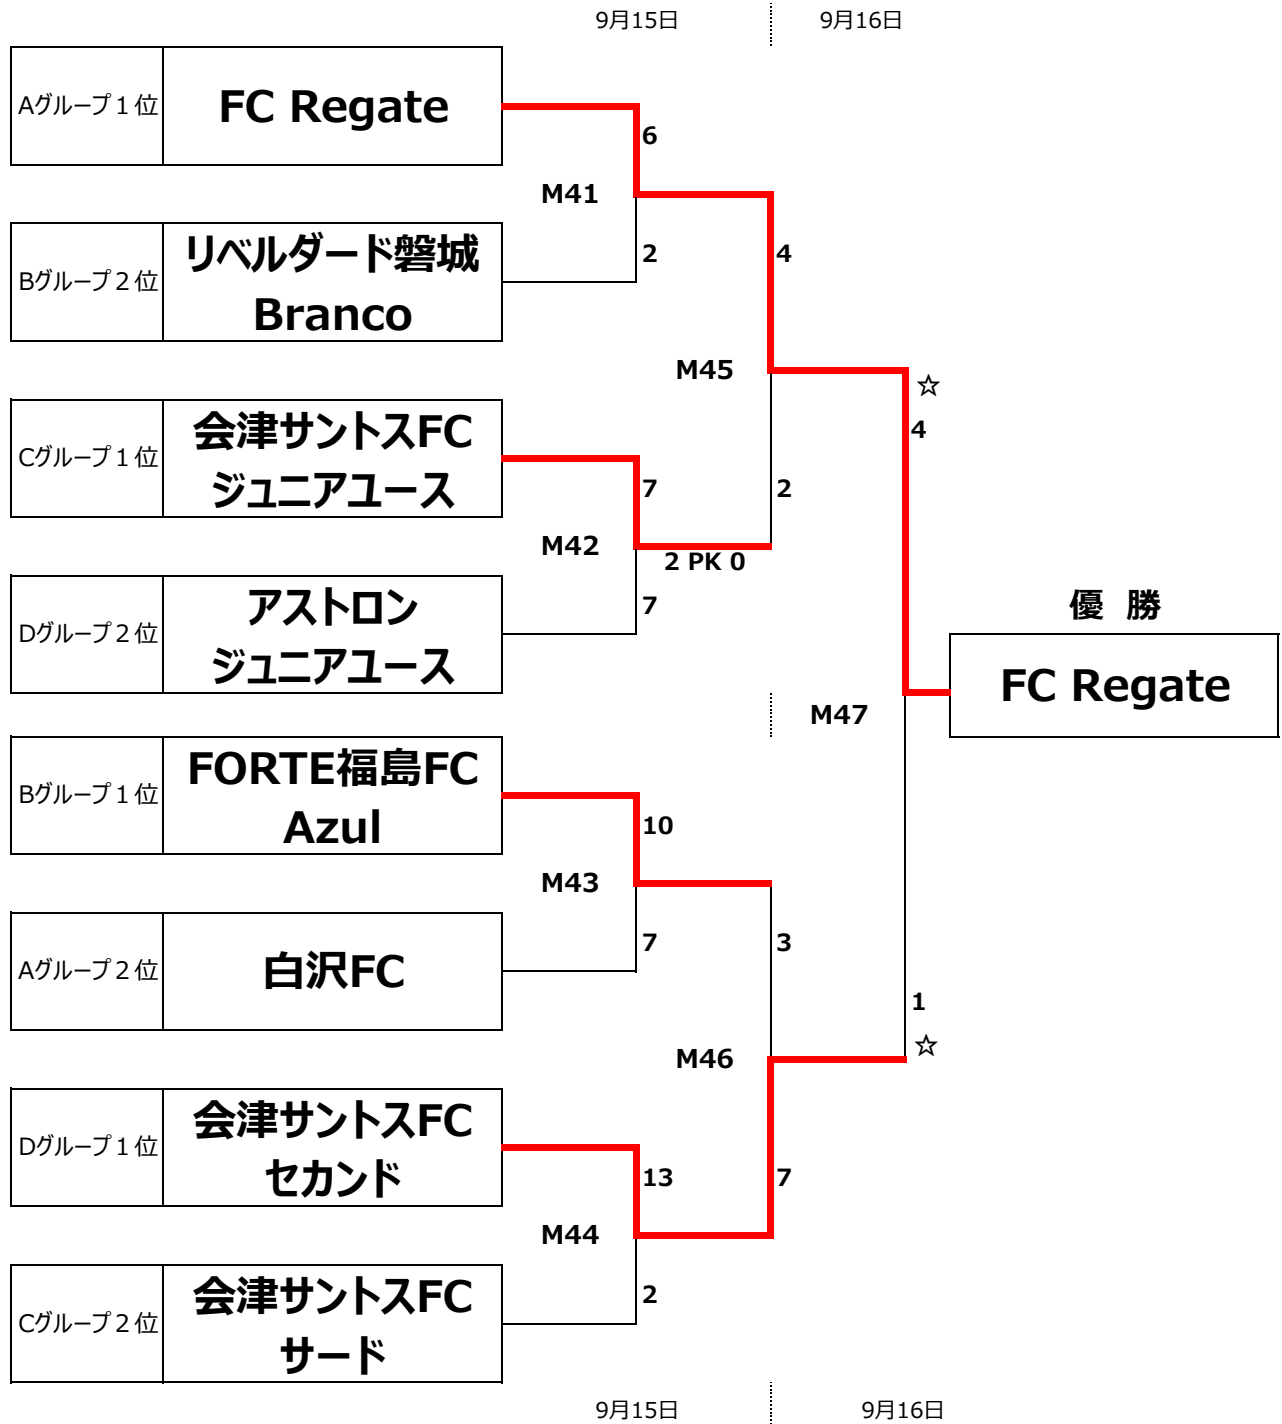 9月15日
9月16日
Aグループ１位
FC Regate
6
M41
Bグループ２位
リベルダード磐城
Branco
2
4
M45
☆
4
Cグループ１位
会津サントスFC
ジュニアユース
7
2
M42
2 PK 0
Dグループ２位
アストロン
ジュニアユース
7
優 勝
FC Regate
M47
Bグループ１位
FORTE福島FC
Azul
10
M43
Aグループ２位
白沢FC
7
3
1
☆
M46
Dグループ１位
会津サントスFC
セカンド
13
7
M44
Cグループ２位
会津サントスFC
サード
2
9月15日
9月16日